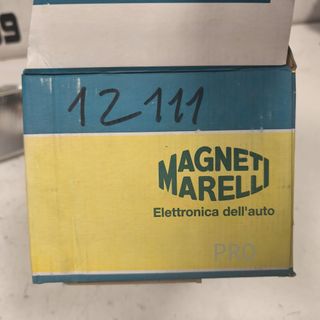 12111
MAGNETI
MARELLI
Elettronica dell'auto
PRO